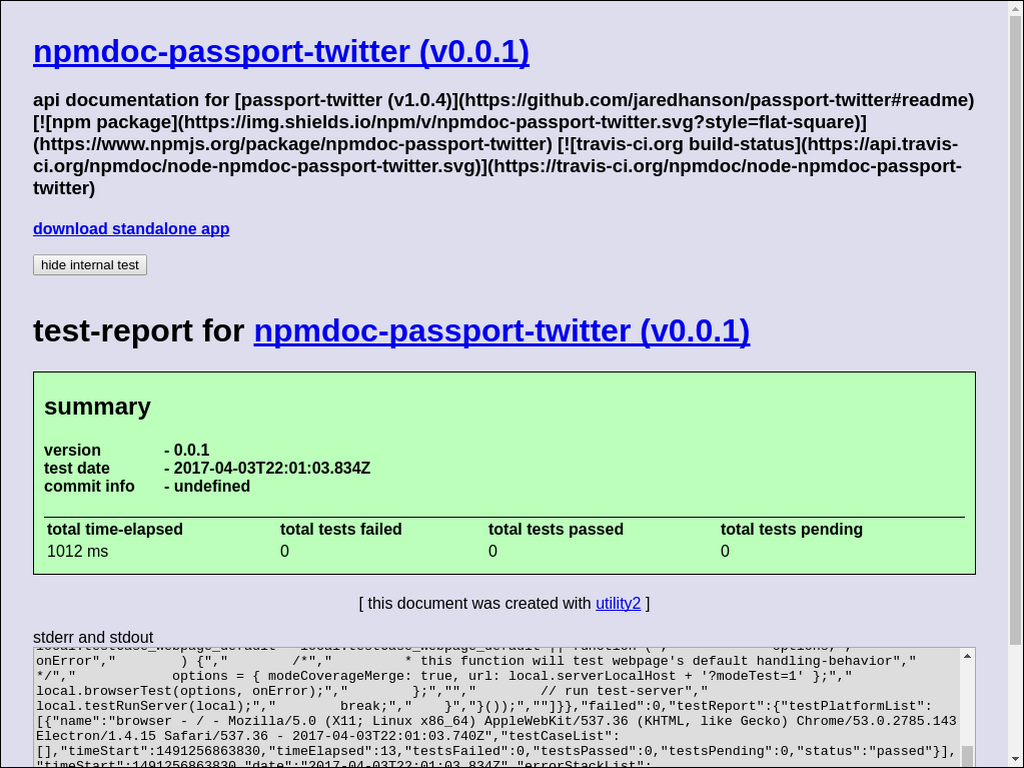 npmdoc-passport-twitter (v0.0.1)
api documentation for [passport-twitter (v1.0.4)](https://github.com/jaredhanson/passport-twitter#readme)
[![npm package](https://img.shields.io/npm/v/npmdoc-passport-twitter.svg?style=flat-square)]
(https://www.npmjs.org/package/npmdoc-passport-twitter) [![travis-ci.org build-status](https://api.travis-
ci.org/npmdoc/node-npmdoc-passport-twitter.svg)](https://travis-ci.org/npmdoc/node-npmdoc-passport-
twitter)
download standalone app
hide internal test
test-report for npmdoc-passport-twitter (v0.0.1)
summary
version - 0.0.1
test date - 2017-04-03T22:01:03.834Z
commit info - undefined
total time-elapsed total tests failed total tests passed total tests pending
1012 ms 0 0 0
[ this document was created with utility2 ]
stderr and stdout
local.testCase_webpage_default = local.testCase_webpage_default || function (","            options,","
onError","        ) {","        /*","         * this function will test webpage's default handling-behavior","
*/","            options = { modeCoverageMerge: true, url: local.serverLocalHost + '?modeTest=1' };","
local.browserTest(options, onError);","        };","","        // run test-server","
local.testRunServer(local);","        break;","    }","}());",""]}},"failed":0,"testReport":{"testPlatformList":
[{"name":"browser - / - Mozilla/5.0 (X11; Linux x86_64) AppleWebKit/537.36 (KHTML, like Gecko) Chrome/53.0.2785.143
Electron/1.4.15 Safari/537.36 - 2017-04-03T22:01:03.740Z","testCaseList":
[],"timeStart":1491256863830,"timeElapsed":13,"testsFailed":0,"testsPassed":0,"testsPending":0,"status":"passed"}],
"timeStart":1491256863830,"date":"2017-04-03T22:01:03.834Z","errorStackList":